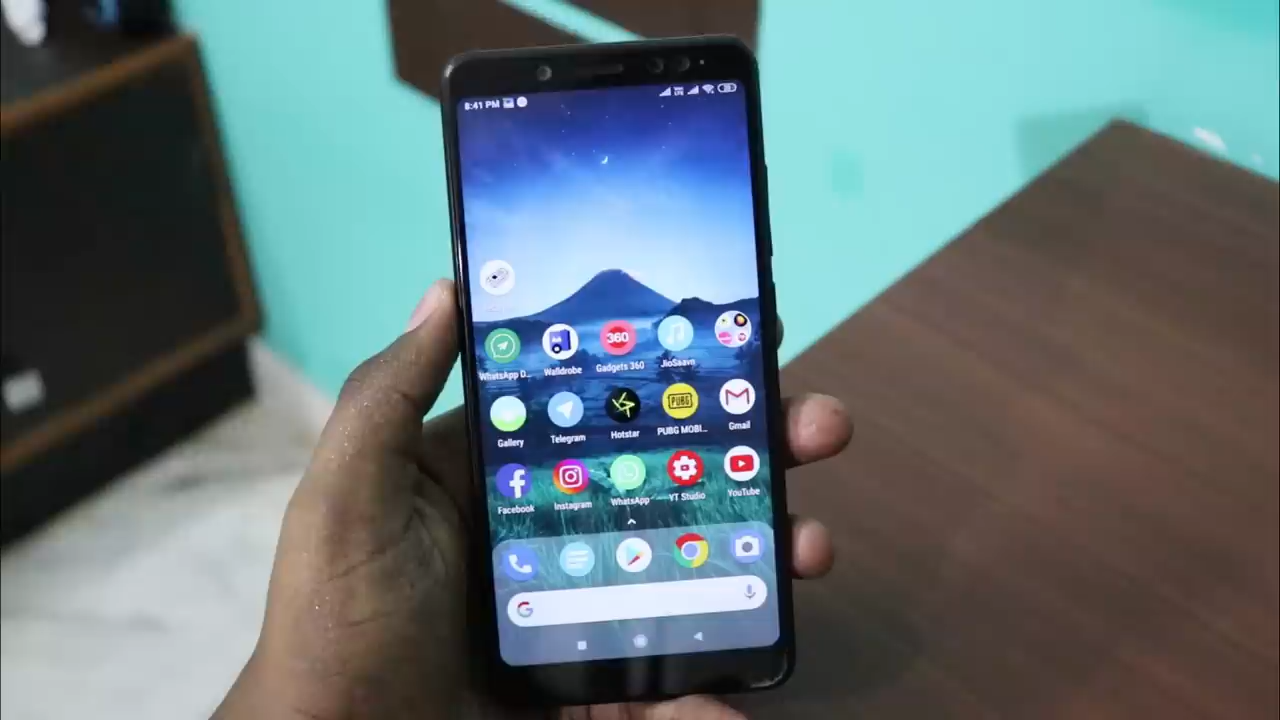 8:41 PM
360
WhatsApp D...
Walldrobe
Gadgets 360
JioSaavn
PUBG
Gallery
Telegram
Hotstar
PUBG MOBI...
Gmail
Facebook
Instagram
WhatsApp
YT Studio
YouTube